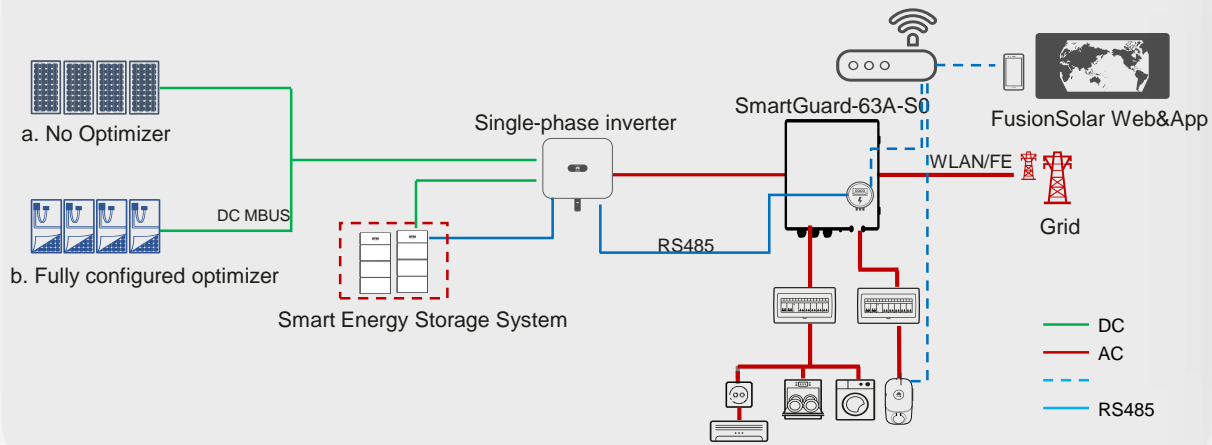 SmartGuard-63A-S0
FusionSolar Web&App
a. No Optimizer
Single-phase inverter
WLAN/FE
DC MBUS
Grid
RS485
b. Fully configured optimizer
Smart Energy Storage System
DC
AC
RS485